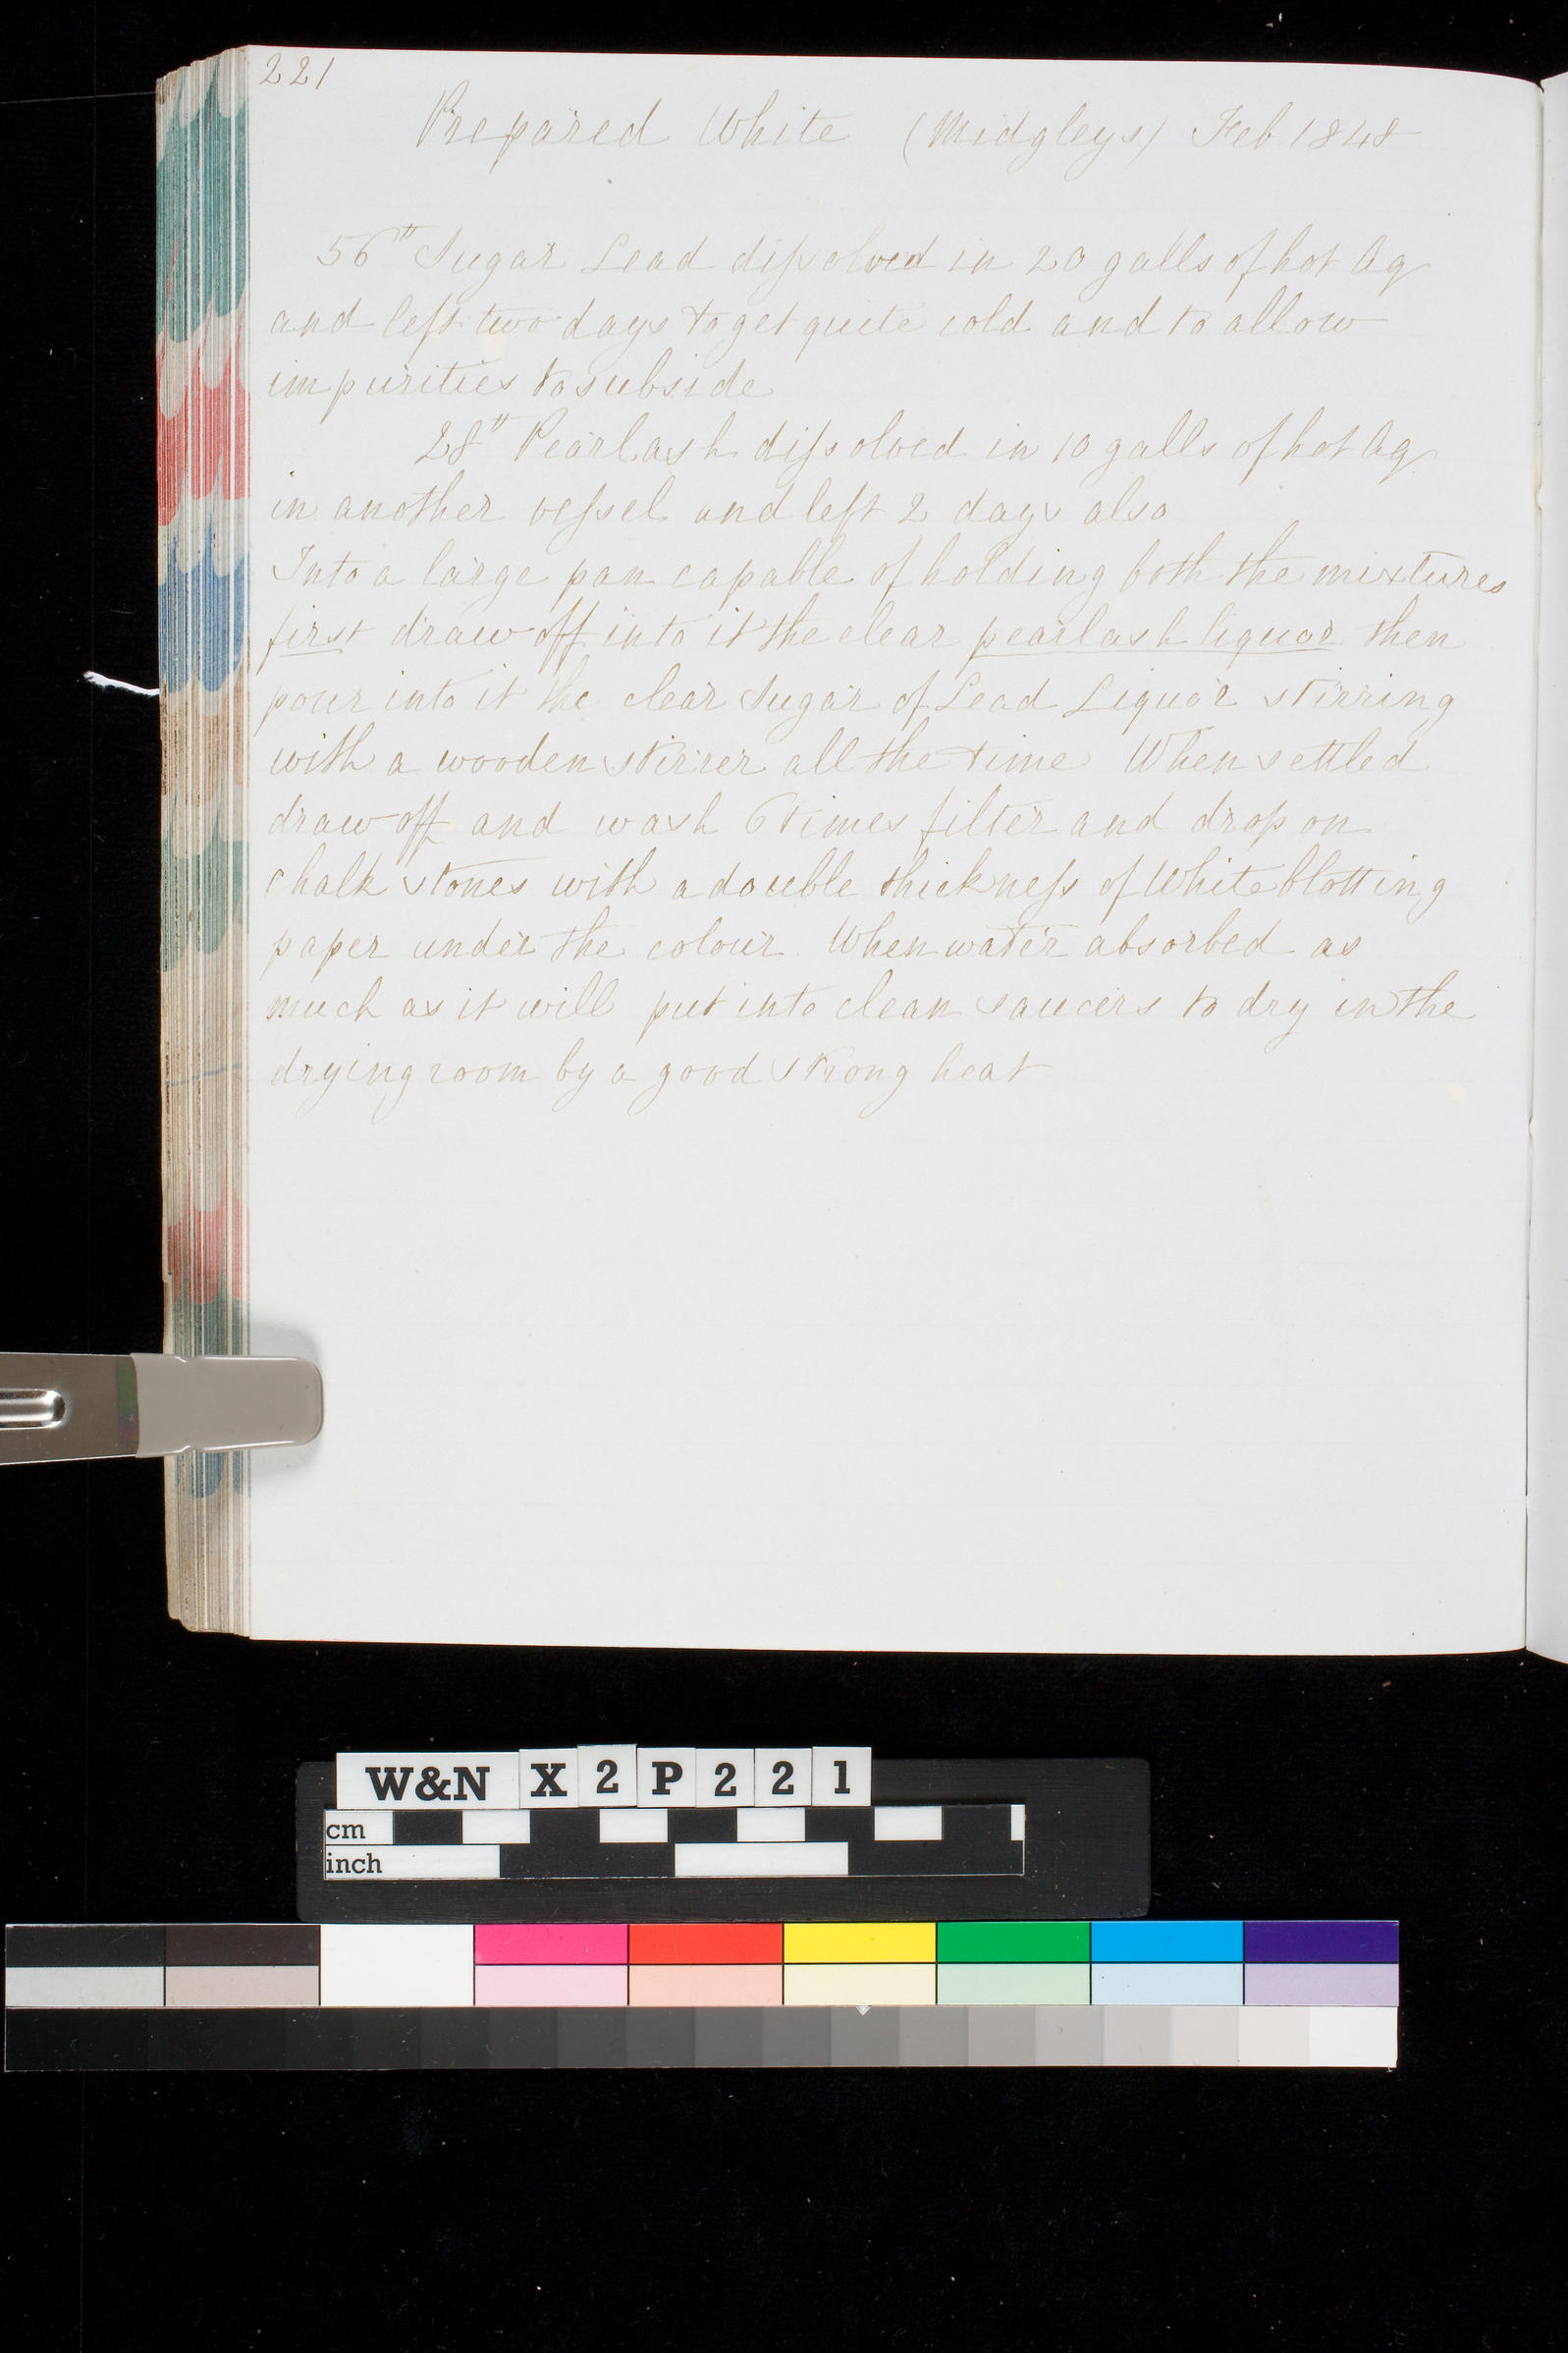 221
Prepared White (Midgleys) Feb 1848
56" Sugar Lead dissolved in 20 galls of hot Aq
and left two days to get quite cold and to allow
impurities to subside
28" Pearlash dissolved in 10 galls of hot Aq
in another vessel and left 2 days also
Into a large pan capable of holding both the mixtures
first draw off into it the clear pearlash liquor then
pour into it the clear Sugar of Lead Liquor stirring
with a wooden stirrer all the time When settled
draw off and wash 6 times filter and drop on
chalk stones with a double thickness of White blotting
paper under the colour When water absorbed as
much as it will put into clean saucers to dry in the
drying room by a good strong heat
W&N X2P221
cm
inch